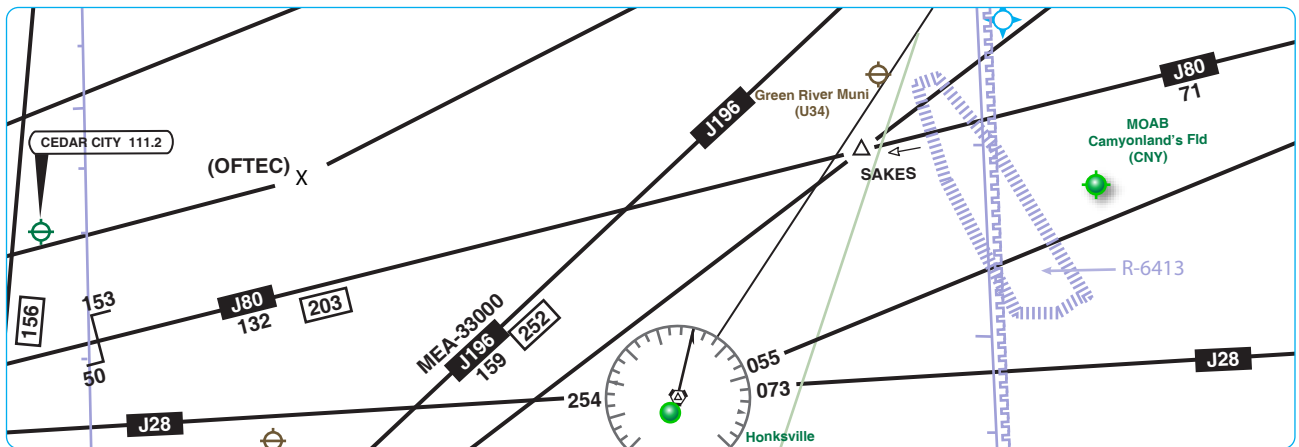 J80
71
Green River Muni
(U34)
J196
MOAB
Camyonland's Fld
(CNY)
CEDAR CITY 111.2
(OFTEC)
X
SAKES
R-6413
156
153
50
J80
132
203
MEA-33000
J196
159
252
055
073
J28
254
J28
Honksville